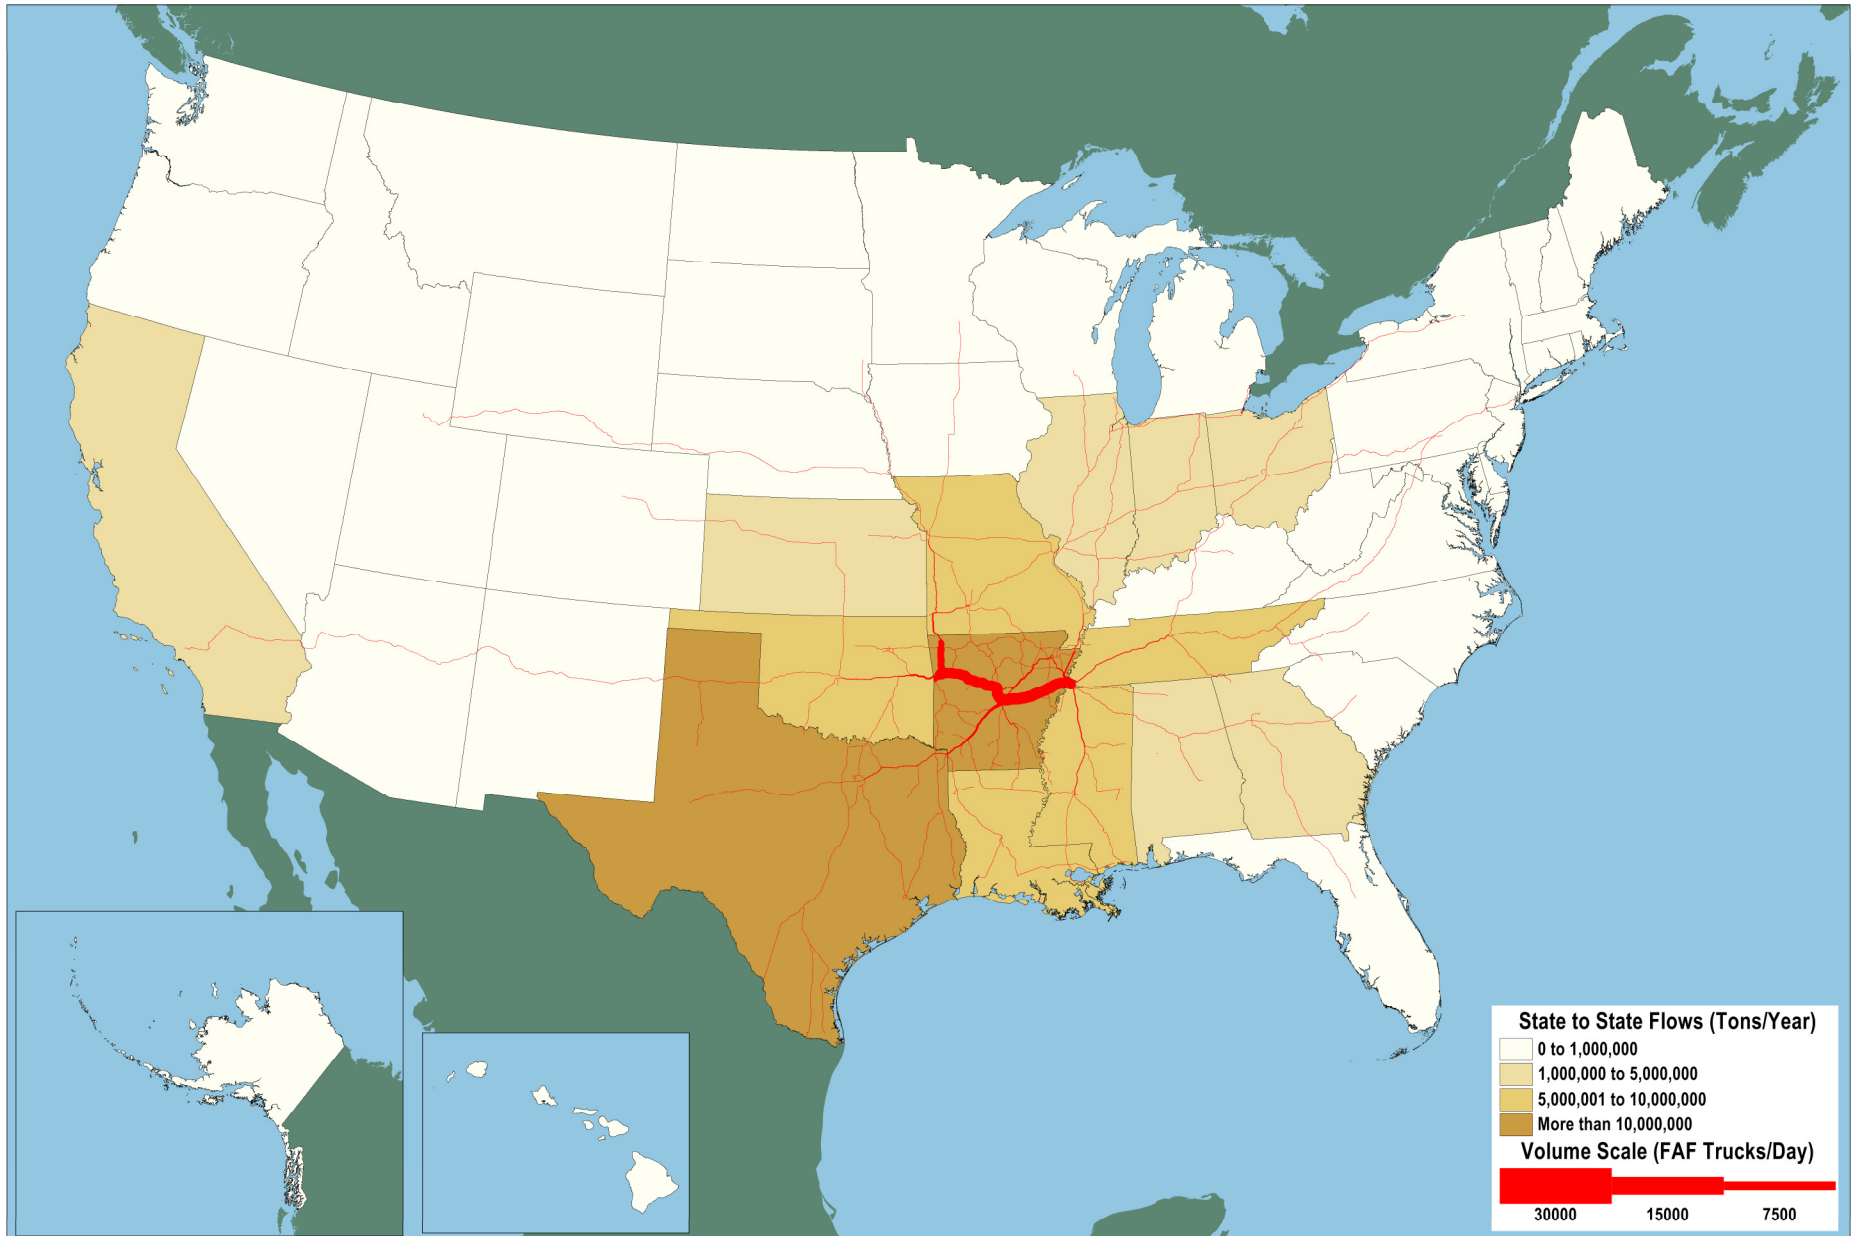 State to State Flows (Tons/Year)
0 to 1,000,000
1,000,000 to 5,000,000
5,000,001 to 10,000,000
More than 10,000,000
Volume Scale (FAF Trucks/Day)
30000 15000 7500